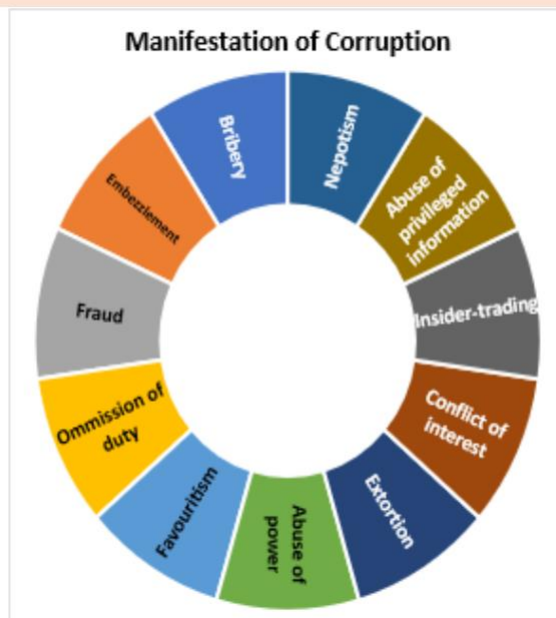 Manifestation of Corruption
Nepotism
Abuse of
privileged
information
Insider-trading
Conflict of
interest
Extortion
Abuse of
power
Favouritism
Ommission of
duty
Fraud
Embezzlement
Bribery